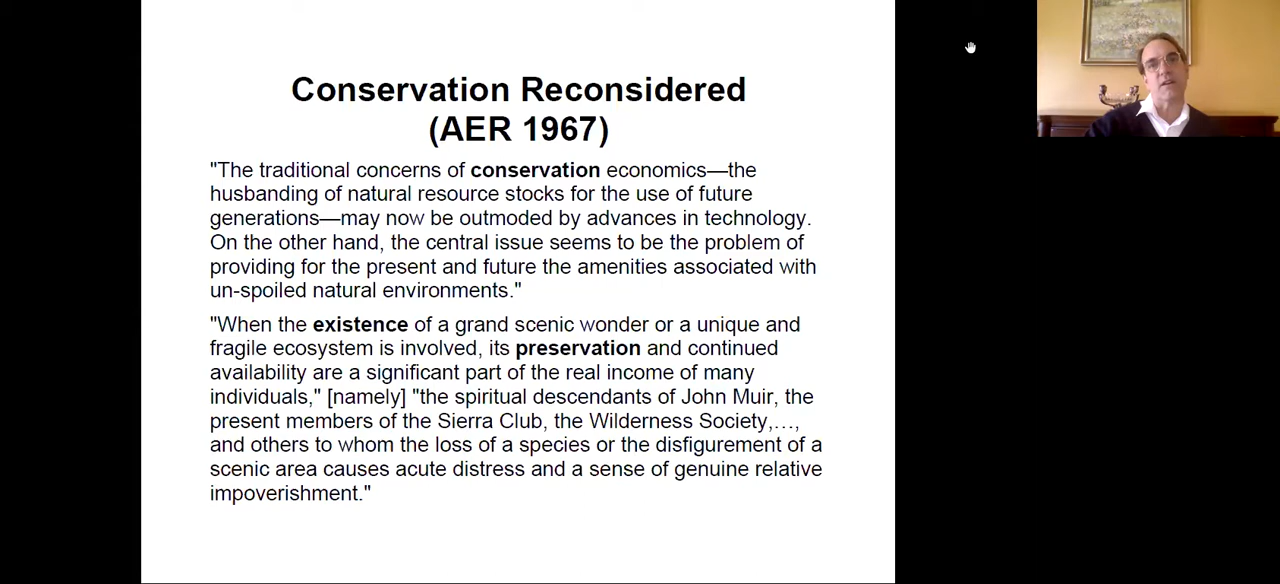 Conservation Reconsidered
(AER 1967)
"The traditional concerns of conservation economics—the
husbanding of natural resource stocks for the use of future
generations—may now be outmoded by advances in technology.
On the other hand, the central issue seems to be the problem of
providing for the present and future the amenities associated with
un-spoiled natural environments."
"When the existence of a grand scenic wonder or a unique and
fragile ecosystem is involved, its preservation and continued
availability are a significant part of the real income of many
individuals," [namely] "the spiritual descendants of John Muir, the
present members of the Sierra Club, the Wilderness Society,…,
and others to whom the loss of a species or the disfigurement of a
scenic area causes acute distress and a sense of genuine relative
impoverishment."